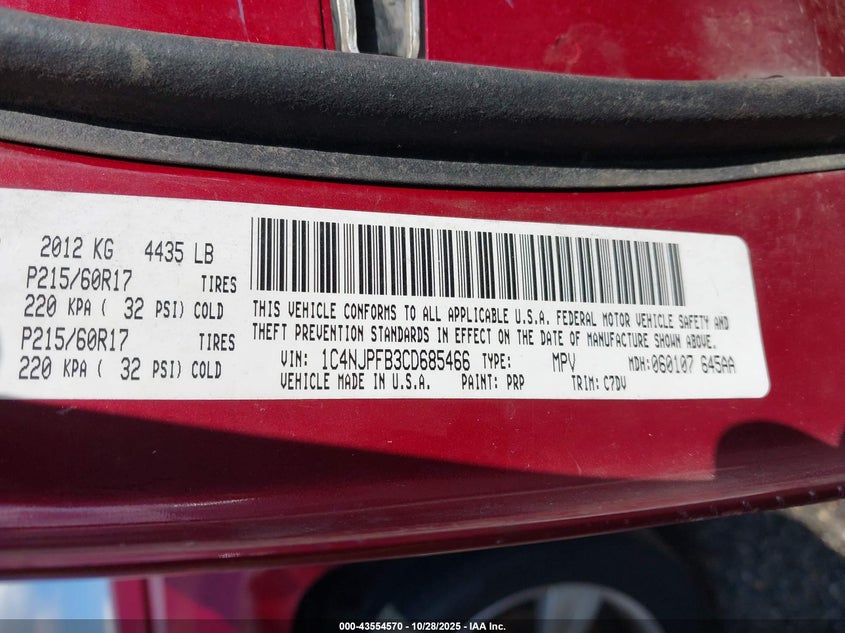 2012 KG 4435 LB
P215/60R17 TIRES
220 KPA ( 32 PSI) COLD
P215/60R17 TIRES
220 KPA ( 32 PSI) COLD
THIS VEHICLE CONFORMS TO ALL APPLICABLE U.S.A. FEDERAL MOTOR VEHICLE SAFETY AND
THEFT PREVENTION STANDARDS IN EFFECT ON THE DATE OF MANUFACTURE SHOWN ABOVE.
VIN: 1C4NJPFB3CD685466 TYPE: MPV MDH:060107 645AA
VEHICLE MADE IN U.S.A. PAINT: PRP TRIM: C7DV
000-43554570 - 10/28/2025 - IAA Inc.